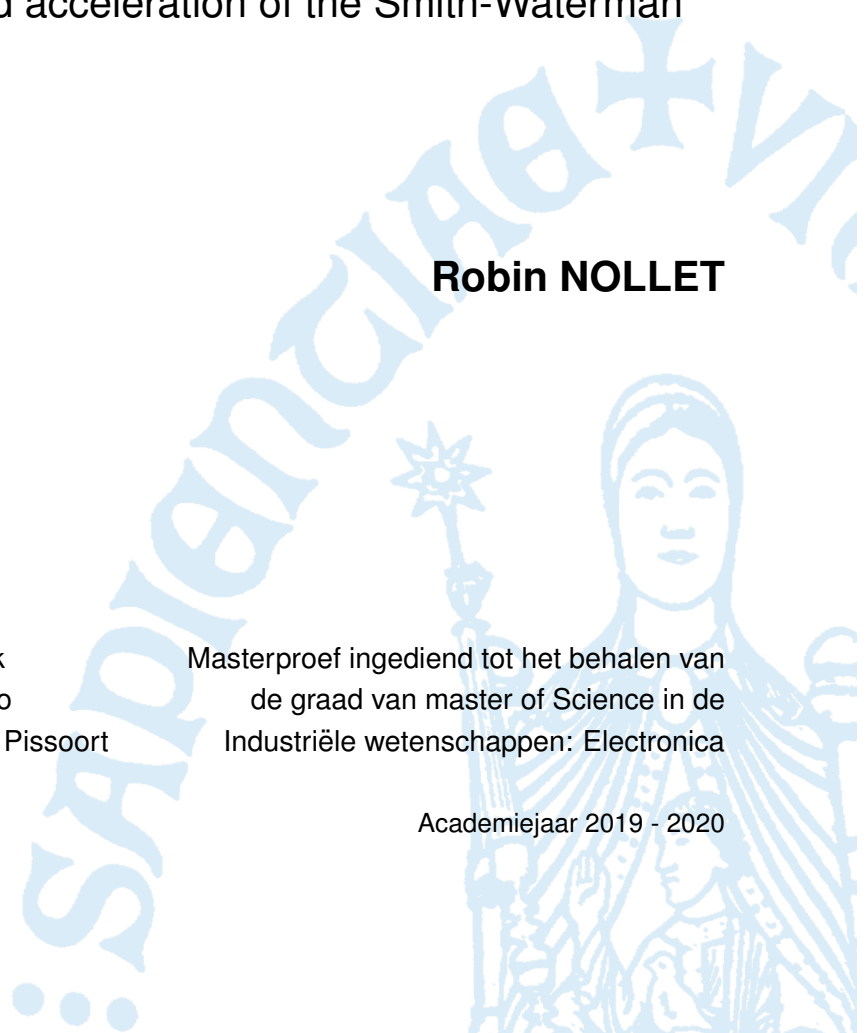 d acceleration of the Smith-Waterman
Robin NOLLET
k
o
Pissoort
Masterproef ingediend tot het behalen van
de graad van master of Science in de
Industriële wetenschappen: Electronica
Academiejaar 2019 - 2020
SAPIENTIAE